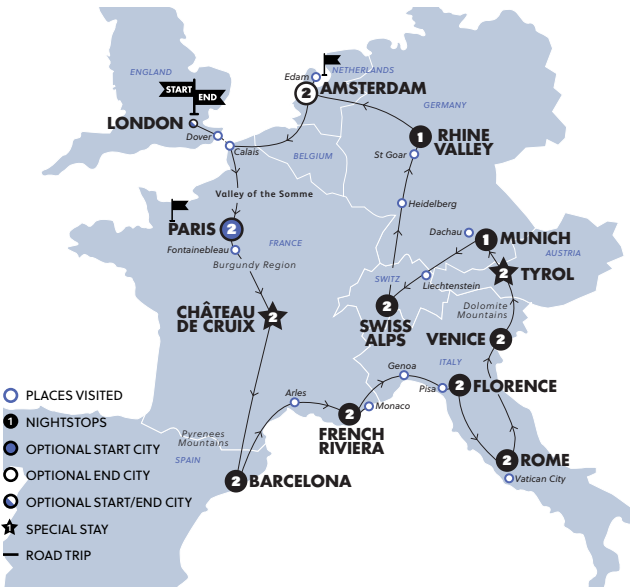 ENGLAND
START
END
LONDON
Dover
Calais
Edam
NETHERLANDS
2
AMSTERDAM
GERMANY
BELGIUM
1
RHINE
VALLEY
St Goar
Valley of the Somme
PARIS
2
Fontainebleau
FRANCE
Burgundy Region
Heidelberg
Dachau
1
MUNICH
AUSTRIA
2
TYROL
SWITZ
Liechtenstein
2
SWISS
ALPS
Dolomite
Mountains
VENICE
2
CHÂTEAU
DE CRUIX
2
ITALY
Genoa
Pisa
2
FLORENCE
Arles
2
Monaco
FRENCH
RIVIERA
Pyrenees
Mountains
SPAIN
2
BARCELONA
2
ROME
Vatican City
PLACES VISITED
1 NIGHTSTOPS
OPTIONAL START CITY
OPTIONAL END CITY
OPTIONAL START/END CITY
1 SPECIAL STAY
ROAD TRIP